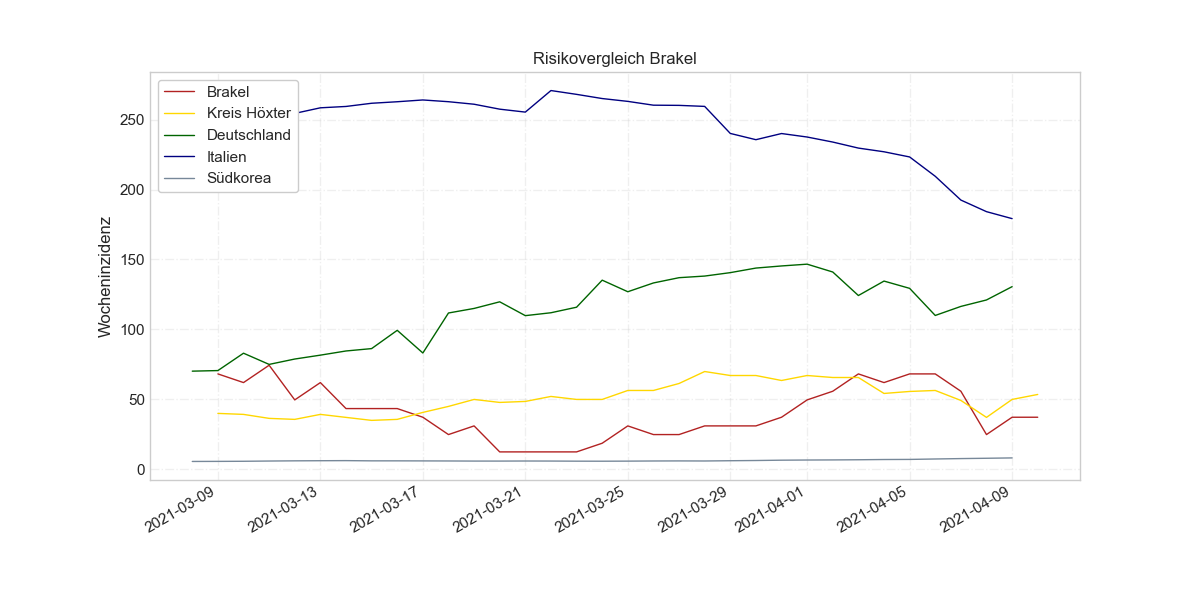 Risikovergleich Brakel
Brakel
Kreis Höxter
Deutschland
Italien
Südkorea
Wocheninzidenz
250
200
150
100
50
0
2021-03-09
2021-03-13
2021-03-17
2021-03-21
2021-03-25
2021-03-29
2021-04-01
2021-04-05
2021-04-09